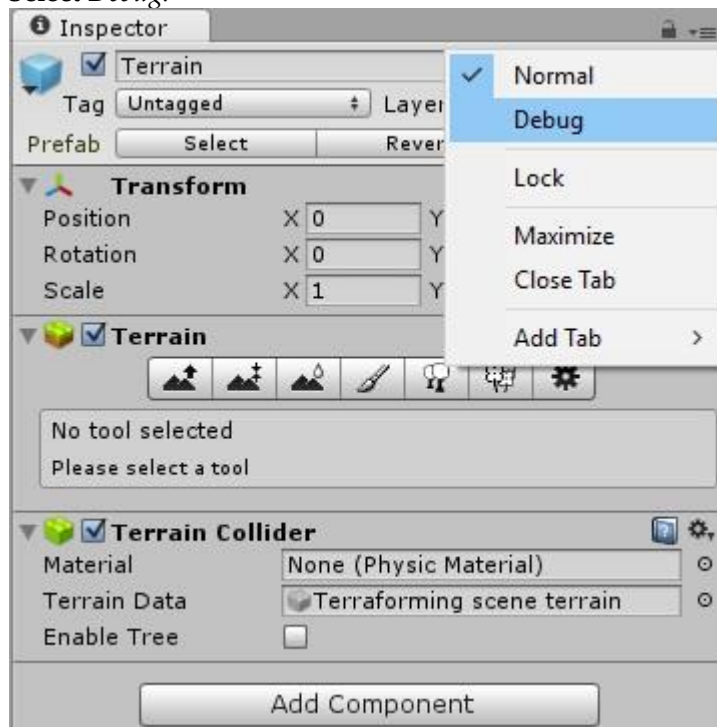 Select Debug.
Inspector
Terrain
Tag Untagged Layer
Prefab Select Rever
Normal
Debug
Lock
Maximize
Close Tab
Add Tab
Transform
Position X 0 Y
Rotation X 0 Y
Scale X 1 Y
Terrain
No tool selected
Please select a tool
Terrain Collider
Material None (Physic Material)
Terrain Data Terraforming scene terrain
Enable Tree
Add Component